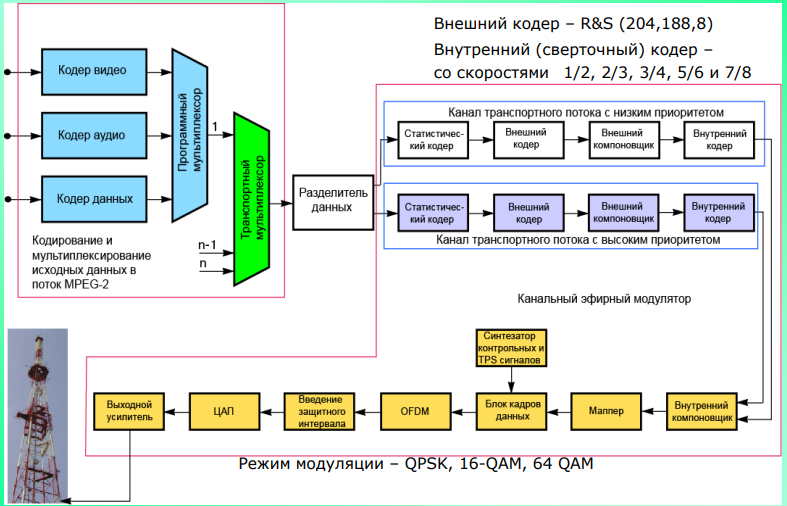 Внешний кодер – R&S (204,188,8)
Внутренний (сверточный) кодер –
со скоростями 1/2, 2/3, 3/4, 5/6 и 7/8
Кодер видео
Кодер аудио
Кодер данных
Программный
мультиплексор
1
Транспортный
мультиплексор
n-1
n
Кодирование и
мультиплексирование
исходных данных в
поток MPEG-2
Разделитель
данных
Канал транспортного потока с низким приоритетом
Статистичес-
кий кодер
Внешний
кодер
Внешний
компоновщик
Внутренний
кодер
Статистичес-
кий кодер
Внешний
кодер
Внешний
компоновщик
Внутренний
кодер
Канал транспортного потока с высоким приоритетом
Канальный эфирный модулятор
Синтезатор
контрольных и
TPS сигналов
Выходной
усилитель
ЦАП
Введение
защитного
интервала
OFDM
Блок кадров
данных
Маппер
Внутренний
компоновщик
Режим модуляции – QPSK, 16-QAM, 64 QAM